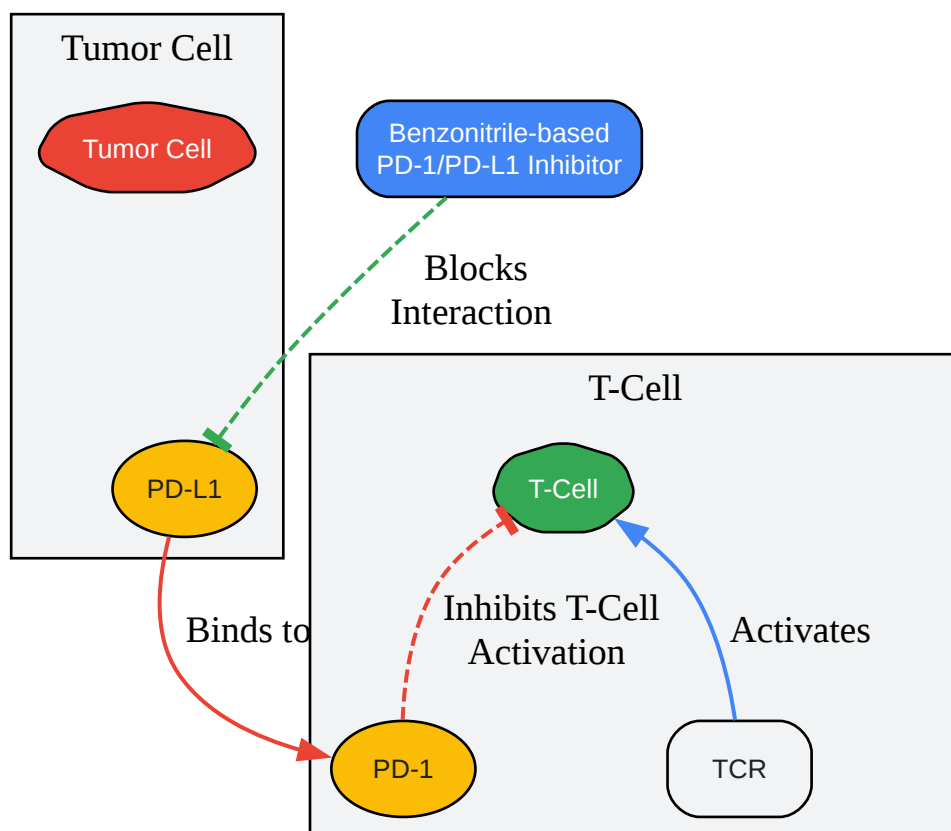 Tumor Cell
Tumor Cell
Benzonitrile-based
PD-1/PD-L1 Inhibitor
Blocks
Interaction
T-Cell
PD-L1
T-Cell
Binds to
Inhibits T-Cell
Activation
Activates
PD-1
TCR